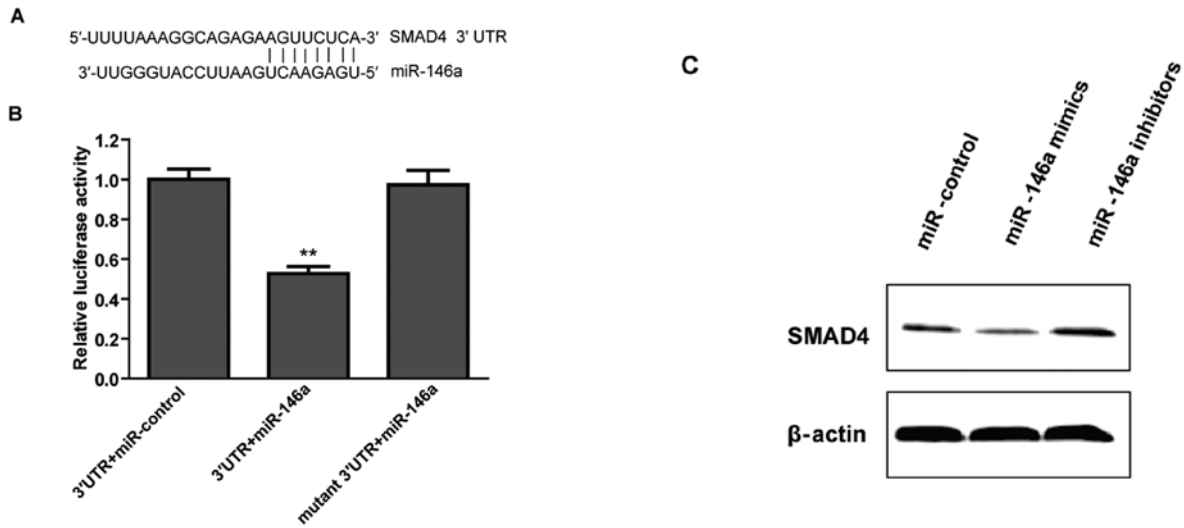 A
5′-UUUUAAAGGCAGAGAAGUUCUCA-3′ SMAD4 3′ UTR
3′-UUGGGUACCUUAAGUCAAGAGU-5′ miR-146a
B
Relative luciferase activity
1.2
1.0
0.8
0.6
0.4
0.2
0.0
**
3′UTR+miR-control
3′UTR+miR-146a
mutant 3′UTR+miR-146a
C
miR -control
miR -146a mimics
miR -146a inhibitors
SMAD4
β-actin